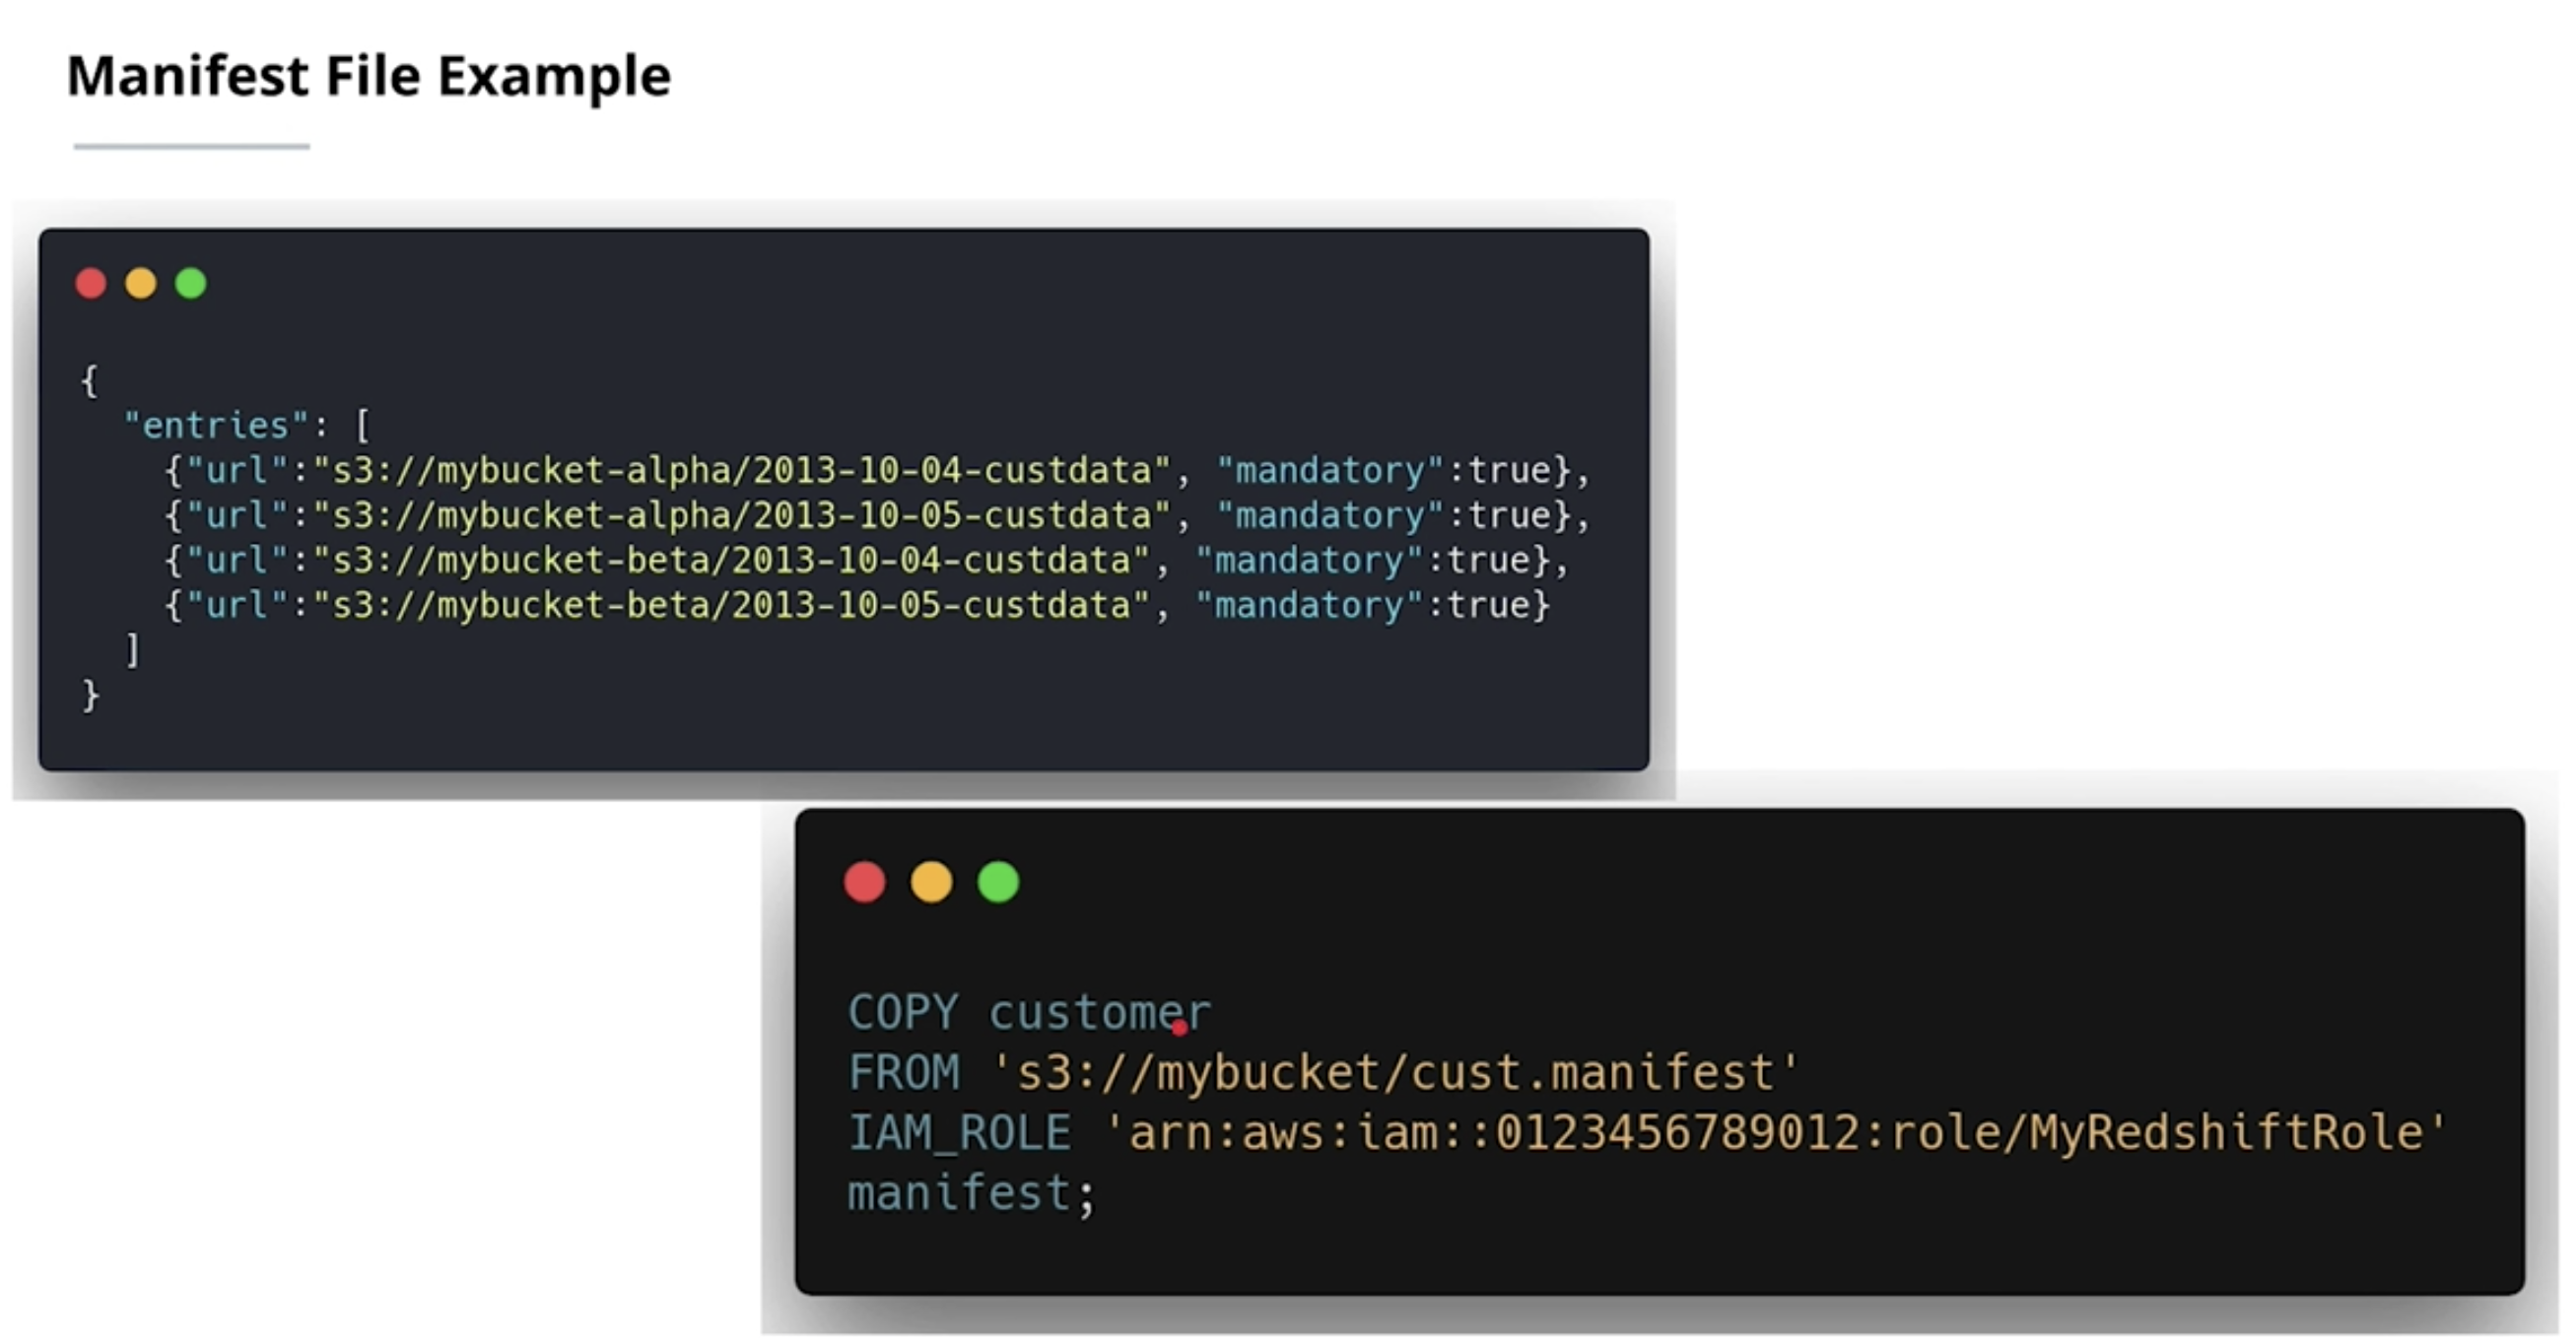 Manifest File Example
{
"entries": [
{"url":"s3://mybucket-alpha/2013-10-04-custdata", "mandatory":true},
{"url":"s3://mybucket-alpha/2013-10-05-custdata", "mandatory":true},
{"url":"s3://mybucket-beta/2013-10-04-custdata", "mandatory":true},
{"url":"s3://mybucket-beta/2013-10-05-custdata", "mandatory":true}
]
}
COPY customer
FROM 's3://mybucket/cust.manifest'
IAM_ROLE 'arn:aws:iam::0123456789012:role/MyRedshiftRole'
manifest;